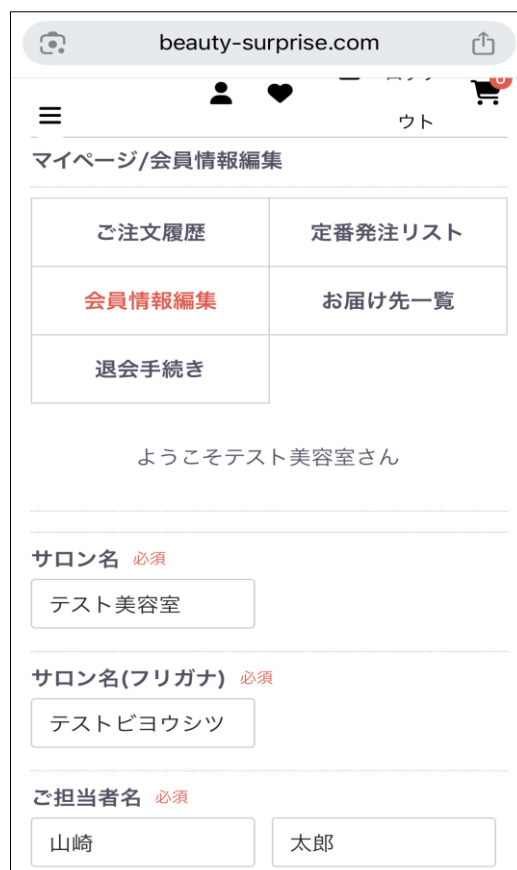 beauty-surprise.com
ウト
マイページ/会員情報編集
ご注文履歴 定番発注リスト
会員情報編集 お届け先一覧
退会手続き
ようこそテスト美容室さん
サロン名 必須
テスト美容室
サロン名(フリガナ) 必須
テストビヨウシツ
ご担当者名 必須
山崎 太郎